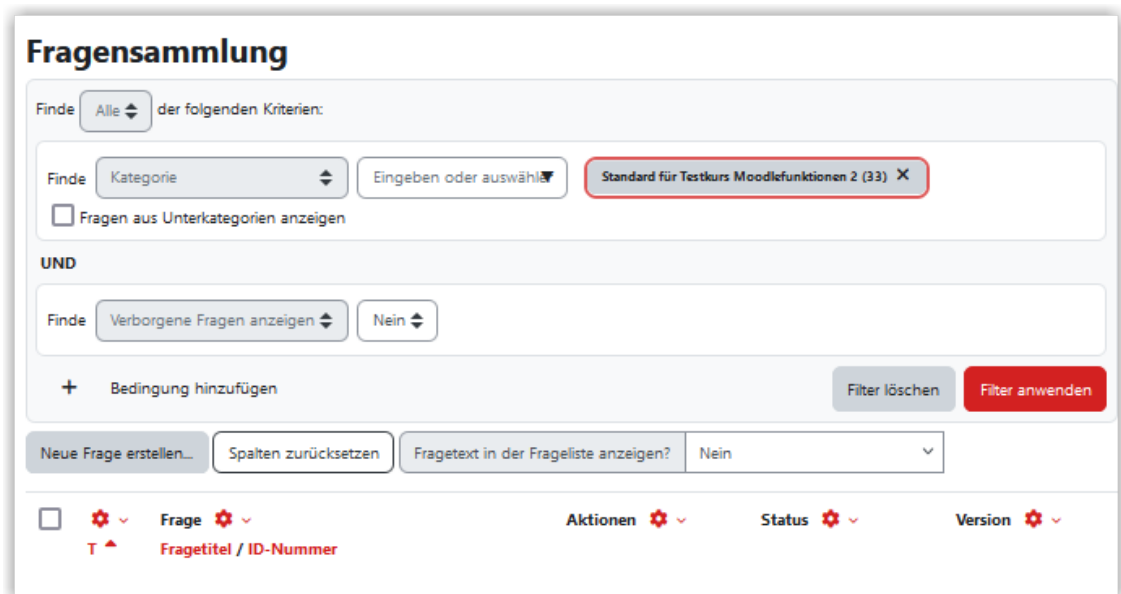 Fragensammlung
Finde Alle der folgenden Kriterien:
Finde Kategorie Eingeben oder auswähle Standard für Testkurs Moodlefunktionen 2 (33) ×
Fragen aus Unterkategorien anzeigen
UND
Finde Verborgene Fragen anzeigen Nein
+ Bedingung hinzufügen Filter löschen Filter anwenden
Neue Frage erstellen... Spalten zurücksetzen Fragetext in der Frageliste anzeigen? Nein
Frage Aktionen Status Version
T Fragetitel / ID-Nummer